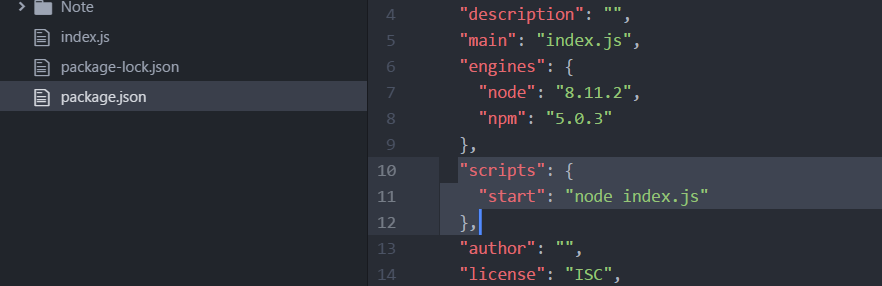 Note
index.js
package-lock.json
package.json
4 "description": "",
5 "main": "index.js",
6 "engines": {
7 "node": "8.11.2",
8 "npm": "5.0.3"
9 },
10 "scripts": {
11 "start": "node index.js"
12 },
13 "author": "",
14 "license": "ISC",